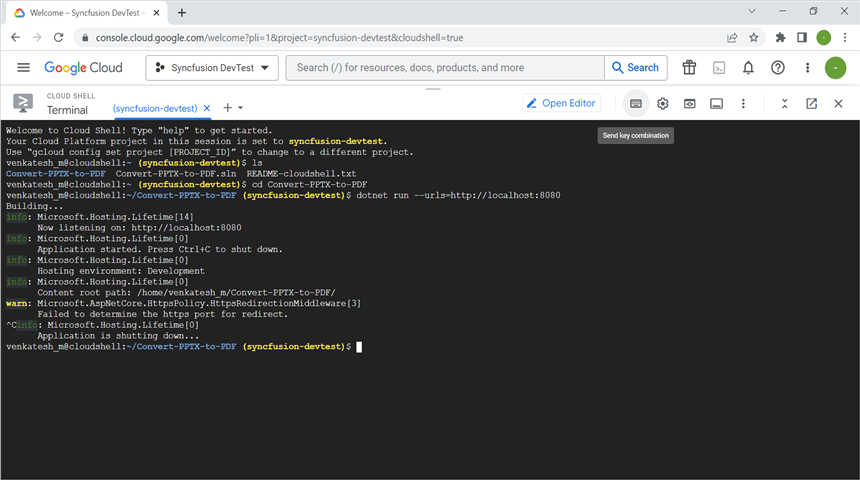 Welcome – Syncfusion DevTest –
console.cloud.google.com/welcome?pli=1&project=syncfusion-devtest&cloudshell=true
Google Cloud
Syncfusion DevTest
Search (/) for resources, docs, products, and more
Search
CLOUD SHELL
Terminal
(syncfusion-devtest)
Open Editor
Send key combination
Welcome to Cloud Shell! Type "help" to get started.
Your Cloud Platform project in this session is set to syncfusion-devtest.
Use “gcloud config set project [PROJECT_ID]” to change to a different project.
venkatesh_m@cloudshell:~ (syncfusion-devtest)$ ls
Convert-PPTX-to-PDF  Convert-PPTX-to-PDF.sln  README-cloudshell.txt
venkatesh_m@cloudshell:~ (syncfusion-devtest)$ cd Convert-PPTX-to-PDF
venkatesh_m@cloudshell:~/Convert-PPTX-to-PDF (syncfusion-devtest)$ dotnet run --urls=http://localhost:8080
Building...
info: Microsoft.Hosting.Lifetime[14]
      Now listening on: http://localhost:8080
info: Microsoft.Hosting.Lifetime[0]
      Application started. Press Ctrl+C to shut down.
info: Microsoft.Hosting.Lifetime[0]
      Hosting environment: Development
info: Microsoft.Hosting.Lifetime[0]
      Content root path: /home/venkatesh_m/Convert-PPTX-to-PDF/
warn: Microsoft.AspNetCore.HttpsPolicy.HttpsRedirectionMiddleware[3]
      Failed to determine the https port for redirect.
^Cinfo: Microsoft.Hosting.Lifetime[0]
      Application is shutting down...
venkatesh_m@cloudshell:~/Convert-PPTX-to-PDF (syncfusion-devtest)$